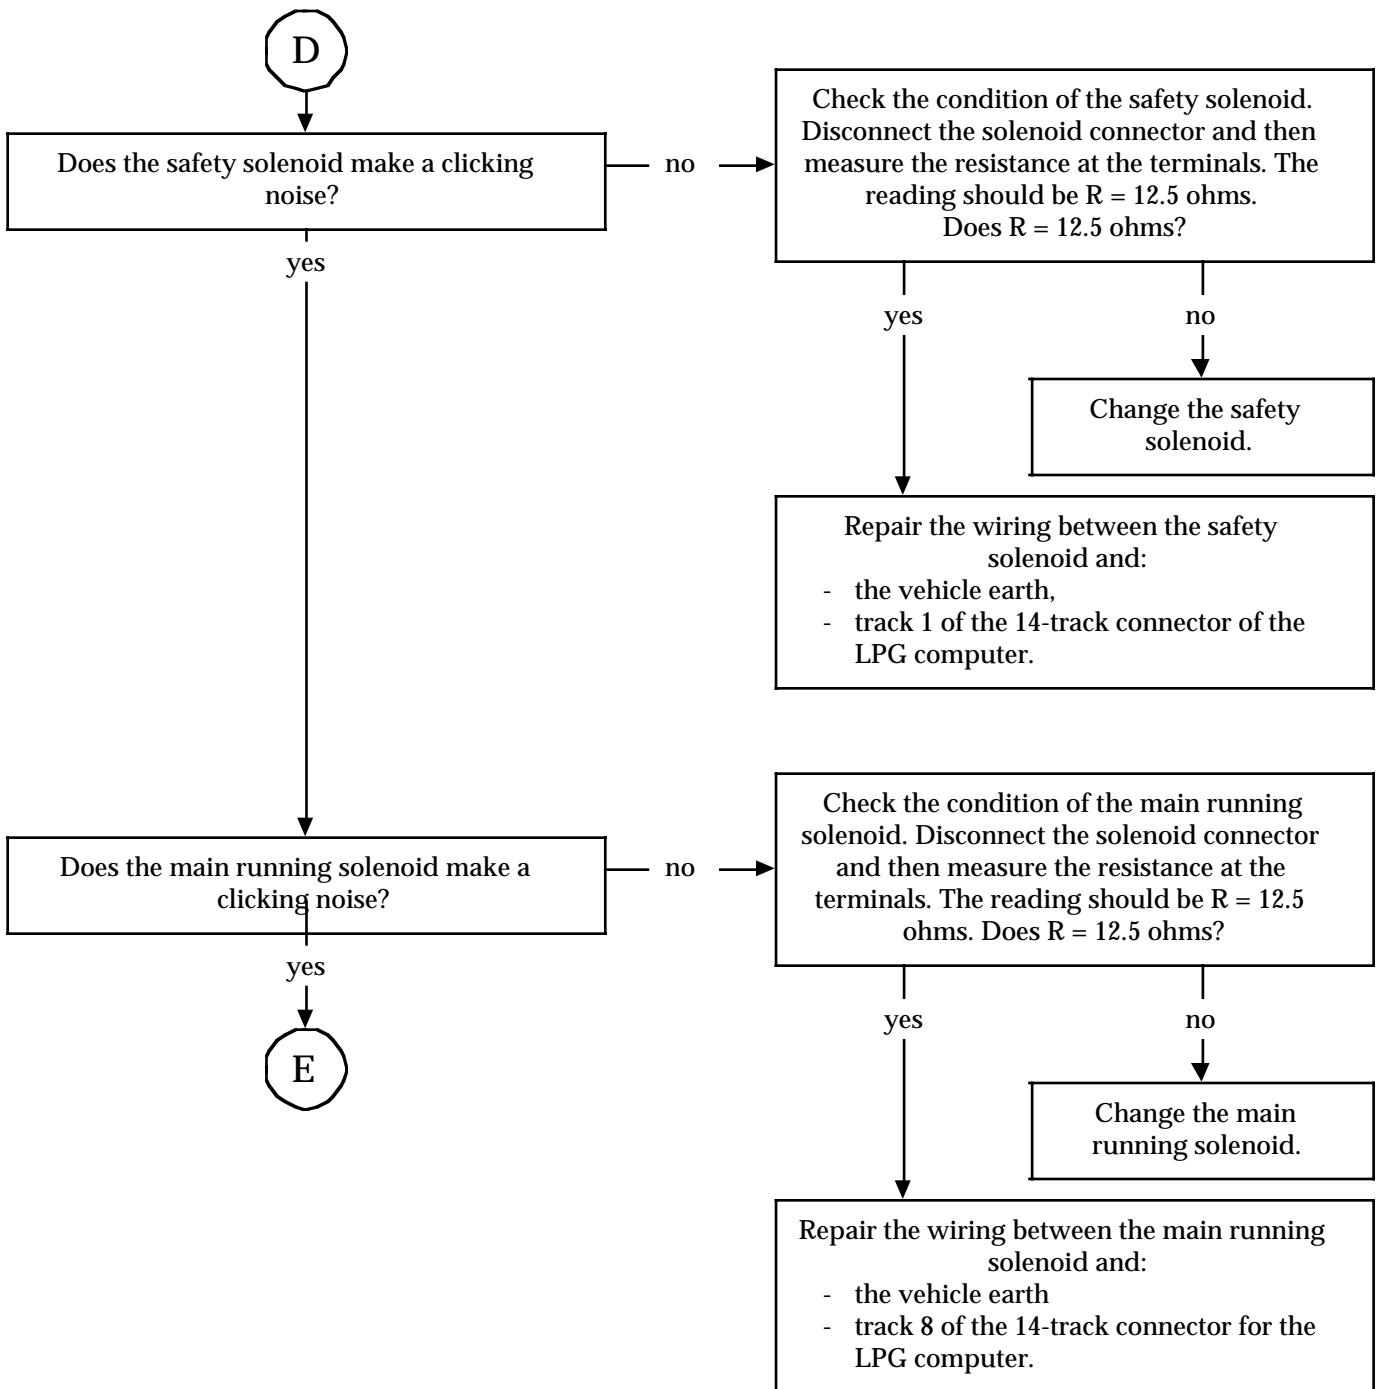 D
Does the safety solenoid make a clicking
noise?
no
Check the condition of the safety solenoid.
Disconnect the solenoid connector and then
measure the resistance at the terminals. The
reading should be R = 12.5 ohms.
Does R = 12.5 ohms?
yes
yes
no
Change the safety
solenoid.
Repair the wiring between the safety
solenoid and:
- the vehicle earth,
- track 1 of the 14-track connector of the
LPG computer.
Does the main running solenoid make a
clicking noise?
no
Check the condition of the main running
solenoid. Disconnect the solenoid connector
and then measure the resistance at the
terminals. The reading should be R = 12.5
ohms. Does R = 12.5 ohms?
yes
E
yes
no
Change the main
running solenoid.
Repair the wiring between the main running
solenoid and:
- the vehicle earth
- track 8 of the 14-track connector for the
LPG computer.